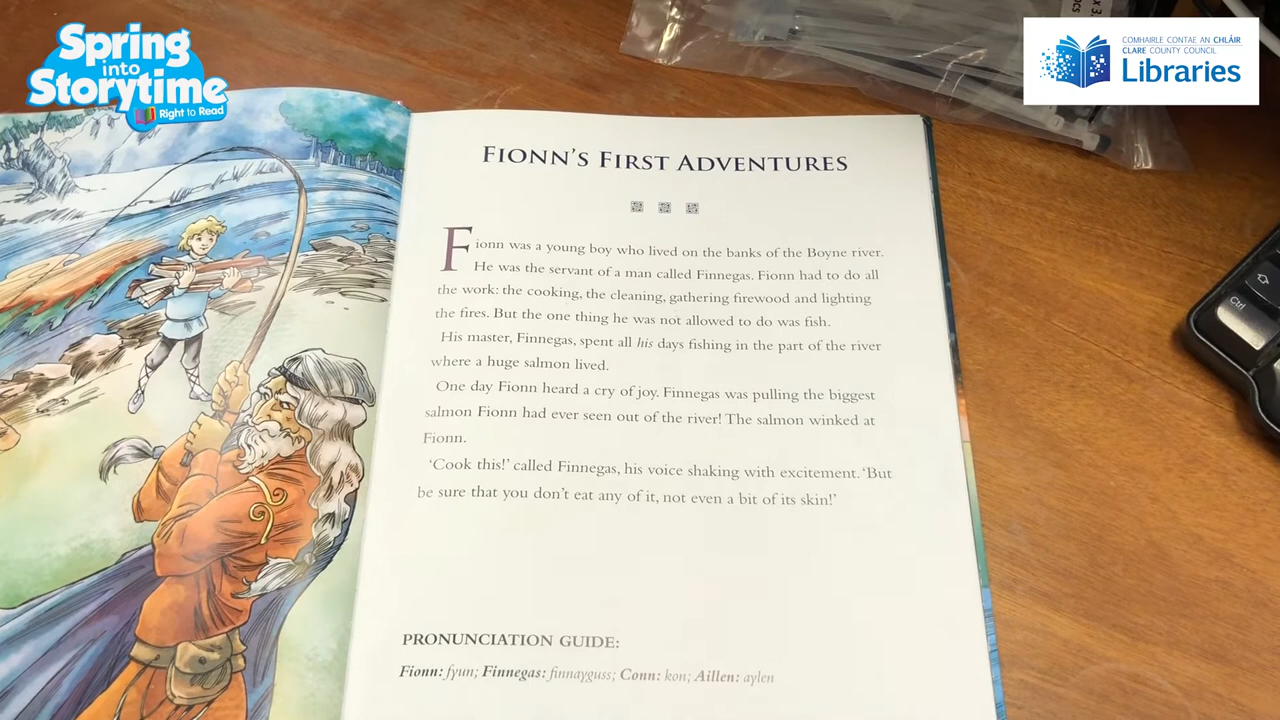 Spring
into
Storytime
Right to Read
COMHAIRLE CONTAE AN CHLÁIR
CLARE COUNTY COUNCIL
Libraries
FIONN'S FIRST ADVENTURES
Fionn was a young boy who lived on the banks of the Boyne river.
He was the servant of a man called Finnegas. Fionn had to do all
the work: the cooking, the cleaning, gathering firewood and lighting
the fires. But the one thing he was not allowed to do was fish.
His master, Finnegas, spent all his days fishing in the part of the river
where a huge salmon lived.
One day Fionn heard a cry of joy. Finnegas was pulling the biggest
salmon Fionn had ever seen out of the river! The salmon winked at
Fionn.
‘Cook this!’ called Finnegas, his voice shaking with excitement. ‘But
be sure that you don’t eat any of it, not even a bit of its skin!’
PRONUNCIATION GUIDE:
Fionn: fyun; Finnegas: finnayguss; Conn: kon; Aillen: aylen
Ctrl